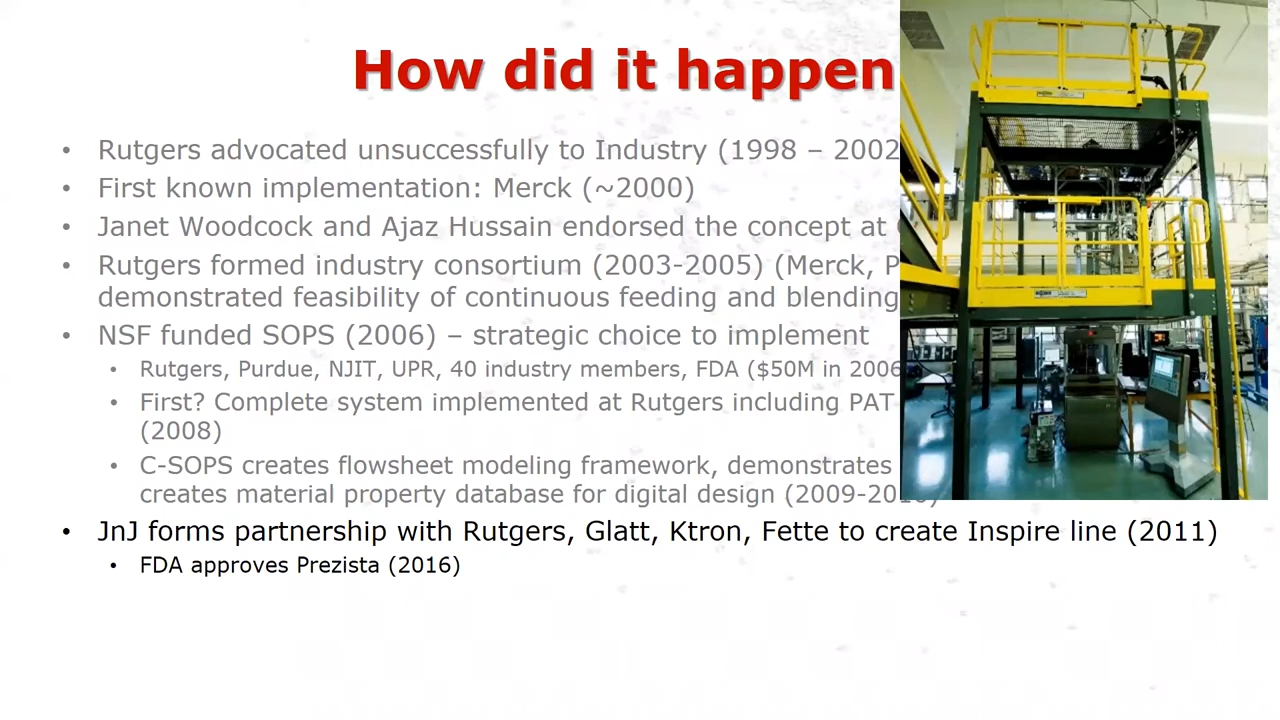 How did it happen
• Rutgers advocated unsuccessfully to Industry (1998 – 2002
• First known implementation: Merck (~2000)
• Janet Woodcock and Ajaz Hussain endorsed the concept at
• Rutgers formed industry consortium (2003-2005) (Merck, P
demonstrated feasibility of continuous feeding and blending
• NSF funded SOPS (2006) – strategic choice to implement
• Rutgers, Purdue, NJIT, UPR, 40 industry members, FDA ($50M in 2006
• First? Complete system implemented at Rutgers including PAT
(2008)
• C-SOPS creates flowsheet modeling framework, demonstrates
creates material property database for digital design
• JnJ forms partnership with Rutgers, Glatt, Ktron, Fette to create Inspire line (2011)
• FDA approves Prezista (2016)